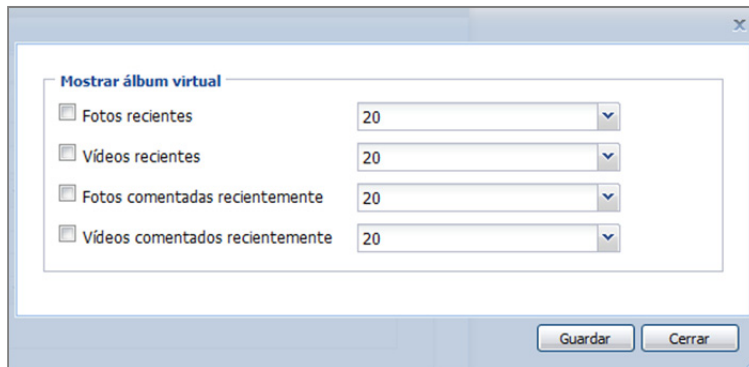 Mostrar álbum virtual
Fotos recientes 20
Vídeos recientes 20
Fotos comentadas recientemente 20
Vídeos comentados recientemente 20
Guardar Cerrar